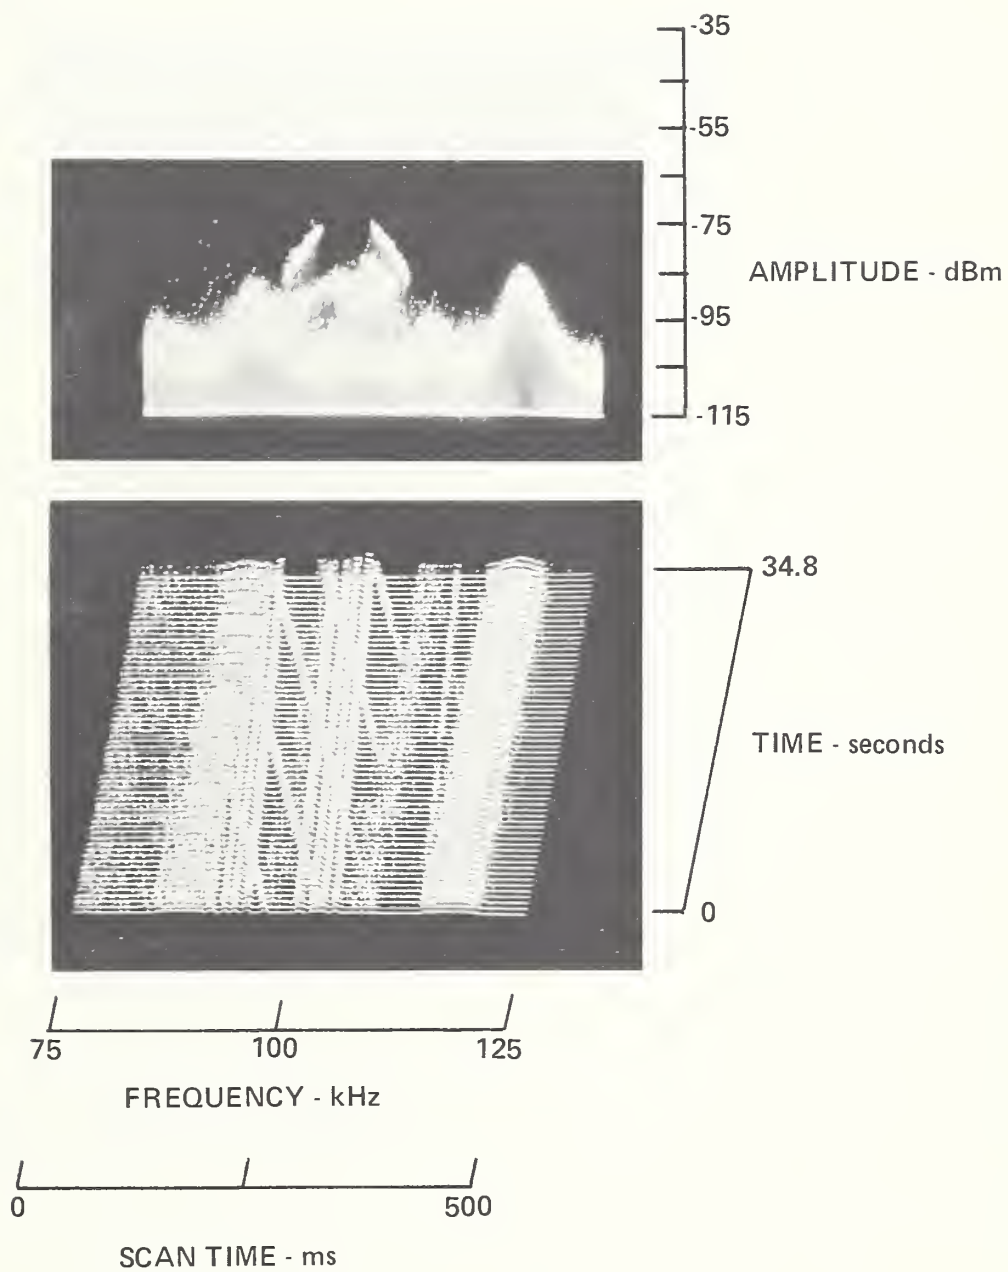 -35
-55
-75
AMPLITUDE - dBm
-95
-115
34.8
TIME - seconds
0
75 100 125
FREQUENCY - kHz
0 500
SCAN TIME - ms